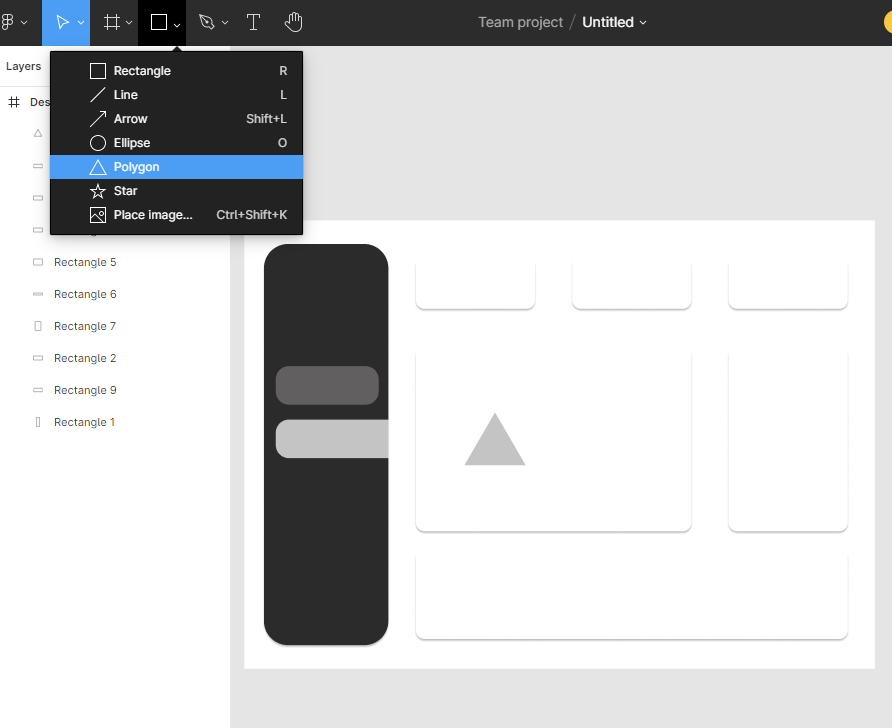 Team project / Untitled
Layers
Des
Rectangle R
Line L
Arrow Shift+L
Ellipse O
Polygon
Star
Place image... Ctrl+Shift+K
Rectangle 5
Rectangle 6
Rectangle 7
Rectangle 2
Rectangle 9
Rectangle 1